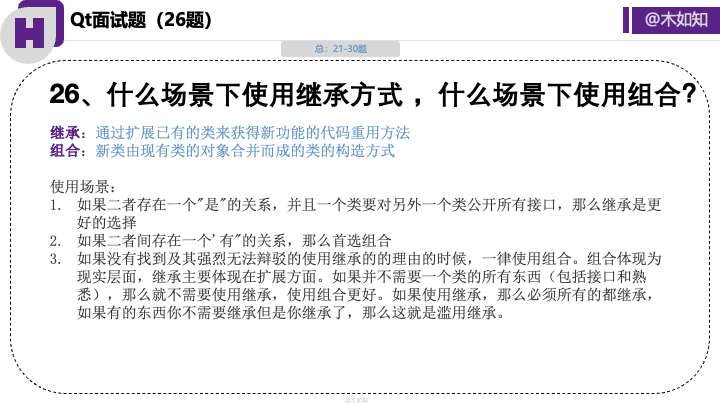 H
Qt面试题（26题）
@木如知
总：21-30题
26、什么场景下使用继承方式 ，什么场景下使用组合?
继承：通过扩展已有的类来获得新功能的代码重用方法
组合：新类由现有类的对象合并而成的类的构造方式
使用场景：
1. 如果二者存在一个"是"的关系，并且一个类要对另外一个类公开所有接口，那么继承是更
好的选择
2. 如果二者间存在一个'有"的关系，那么首选组合
3. 如果没有找到及其强烈无法辩驳的使用继承的的理由的时候，一律使用组合。组合体现为
现实层面，继承主要体现在扩展方面。如果并不需要一个类的所有东西（包括接口和熟
悉），那么就不需要使用继承，使用组合更好。如果使用继承，那么必须所有的都继承，
如果有的东西你不需要继承但是你继承了，那么这就是滥用继承。
@木如知